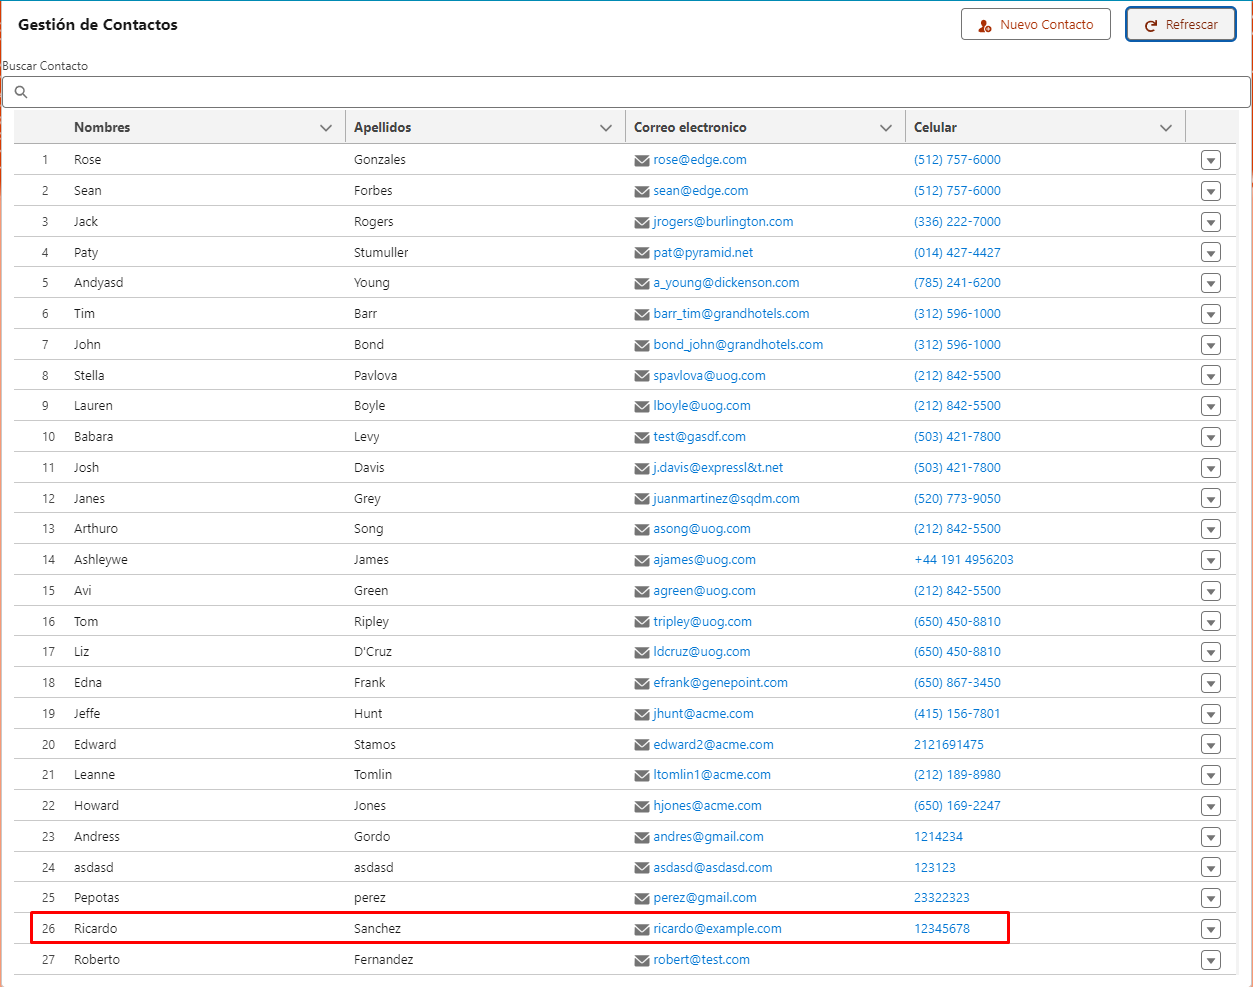 Gestión de Contactos
Nuevo Contacto
Refrescar
Buscar Contacto
Nombres Apellidos Correo electronico Celular
1 Rose Gonzales rose@edge.com (512) 757-6000
2 Sean Forbes sean@edge.com (512) 757-6000
3 Jack Rogers jrogers@burlington.com (336) 222-7000
4 Paty Stumuller pat@pyramid.net (014) 427-4427
5 Andyasd Young a_young@dickenson.com (785) 241-6200
6 Tim Barr barr_tim@grandhotels.com (312) 596-1000
7 John Bond bond_john@grandhotels.com (312) 596-1000
8 Stella Pavlova spavlova@uog.com (212) 842-5500
9 Lauren Boyle lboyle@uog.com (212) 842-5500
10 Babara Levy test@gasdf.com (503) 421-7800
11 Josh Davis j.davis@expressl&t.net (503) 421-7800
12 Janes Grey juanmartinez@sqdm.com (520) 773-9050
13 Arthuro Song asong@uog.com (212) 842-5500
14 Ashleywe James ajames@uog.com +44 191 4956203
15 Avi Green agreen@uog.com (212) 842-5500
16 Tom Ripley tripley@uog.com (650) 450-8810
17 Liz D'Cruz ldcruz@uog.com (650) 450-8810
18 Edna Frank efrank@genepoint.com (650) 867-3450
19 Jeffe Hunt jhunt@acme.com (415) 156-7801
20 Edward Stamos edward2@acme.com 2121691475
21 Leanne Tomlin ltomlin1@acme.com (212) 189-8980
22 Howard Jones hjones@acme.com (650) 169-2247
23 Andress Gordo andres@gmail.com 1214234
24 asdasd asdasd asdasd@asdasd.com 123123
25 Pepotas perez perez@gmail.com 23322323
26 Ricardo Sanchez ricardo@example.com 12345678
27 Roberto Fernandez robert@test.com